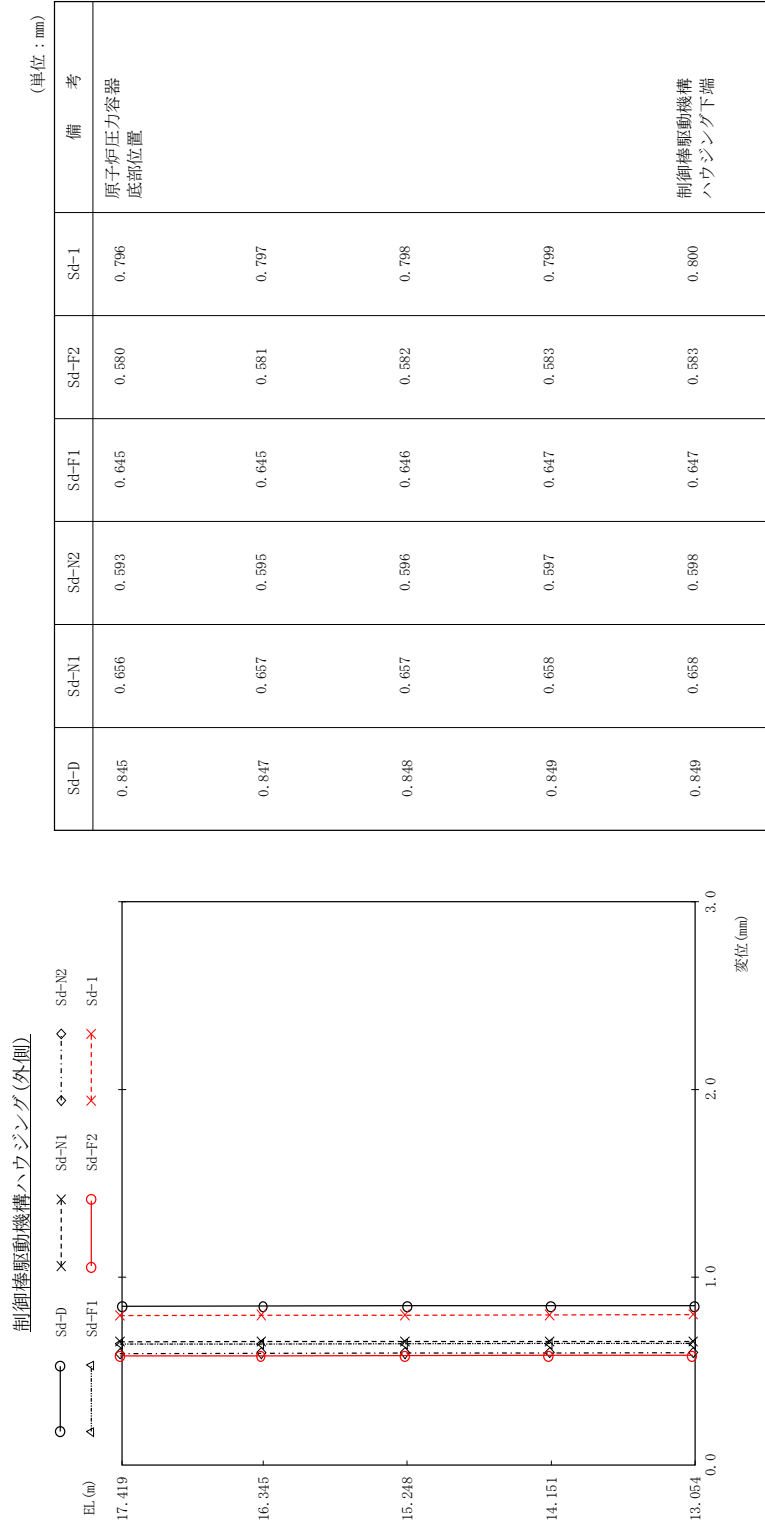 制御棒駆動機構ハウジング(外側)
Sd-D
Sd-N1
Sd-N2
Sd-F1
Sd-F2
Sd-1
EL(m)
17.419
16.345
15.248
14.151
13.054
0.0
1.0
2.0
3.0
変位(mm)
(単位:mm)
Sd-D Sd-N1 Sd-N2 Sd-F1 Sd-F2 Sd-1 備 考
0.845 0.656 0.593 0.645 0.580 0.796 原子炉圧力容器
底部位置
0.847 0.657 0.595 0.645 0.581 0.797
0.848 0.657 0.596 0.646 0.582 0.798
0.849 0.658 0.597 0.647 0.583 0.799
0.849 0.658 0.598 0.647 0.583 0.800 制御棒駆動機構
ハウジング下端